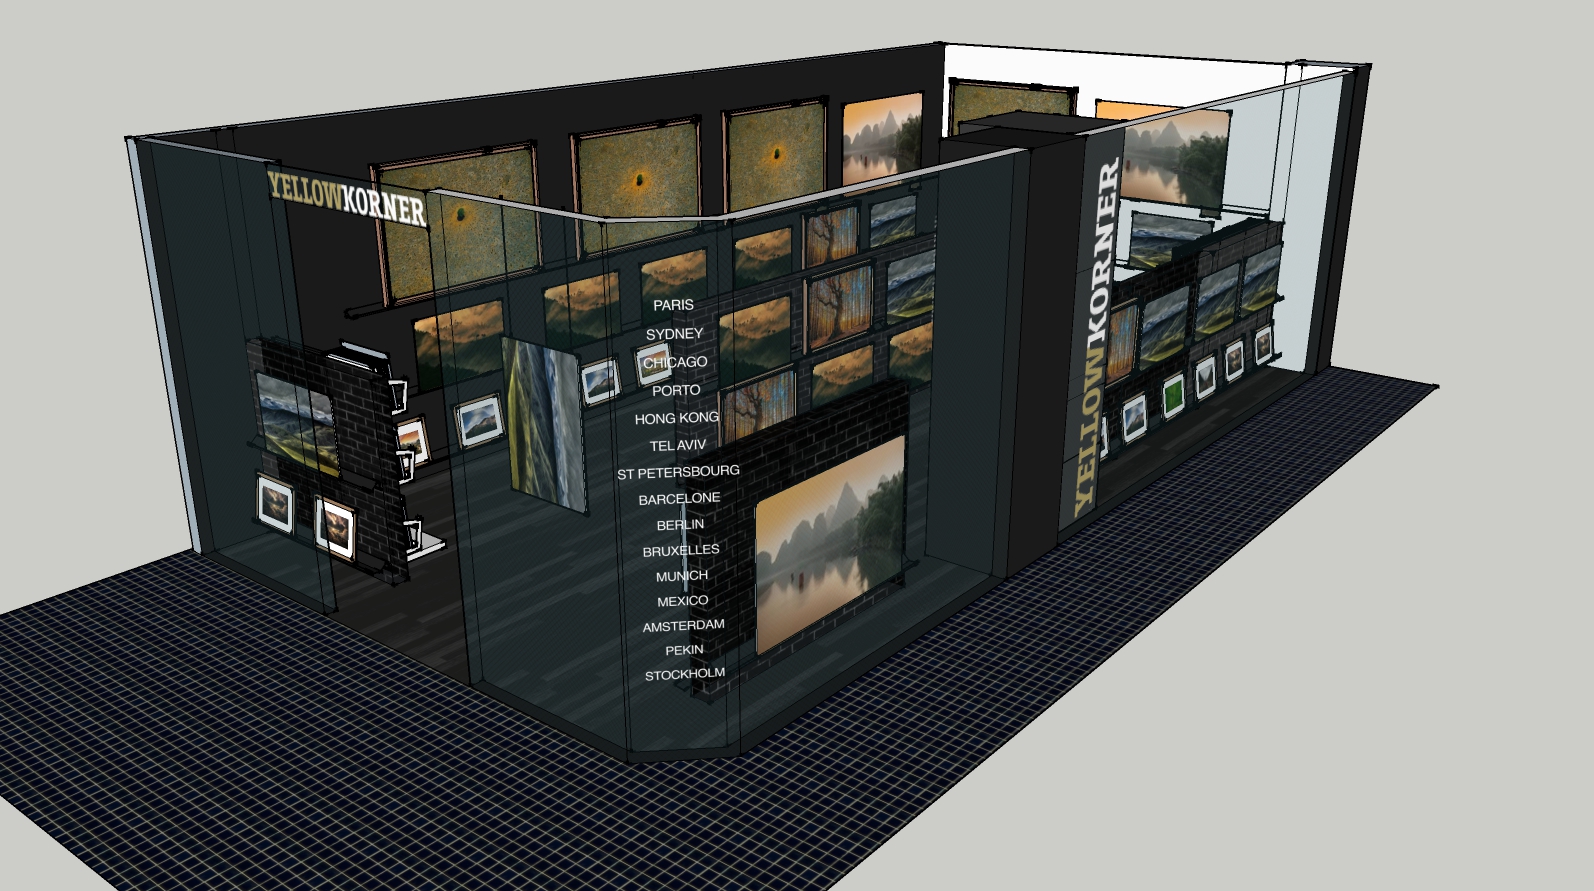 YELLOWKORNER
PARIS
SYDNEY
CHICAGO
PORTO
HONG KONG
TEL AVIV
ST PETERSBOURG
BARCELONE
BERLIN
BRUXELLES
MUNICH
MEXICO
AMSTERDAM
PEKIN
STOCKHOLM
YELLOWKORNER